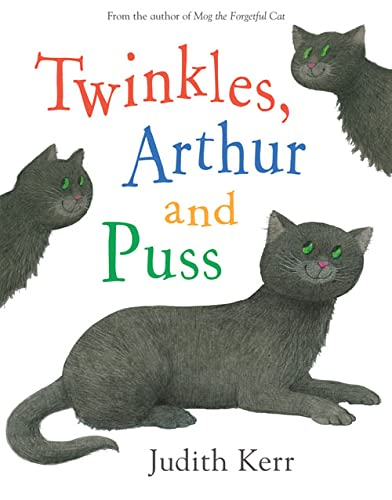 From the author of Mog the Forgetful Cat
Twinkles,
Arthur
and
Puss
Judith Kerr